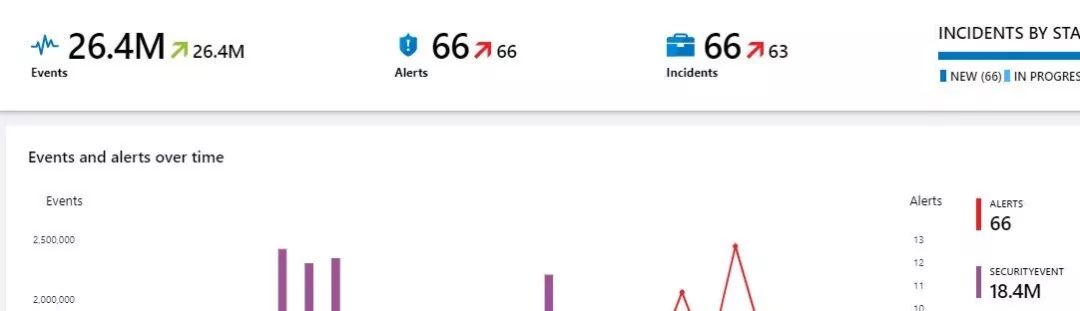 26.4M 26.4M
Events
66 66
Alerts
66 63
Incidents
INCIDENTS BY STA
NEW (66) IN PROGRES
Events and alerts over time
Events
2,500,000
2,000,000
Alerts
13
12
11
10
ALERTS
66
SECURITYEVENT
18.4M